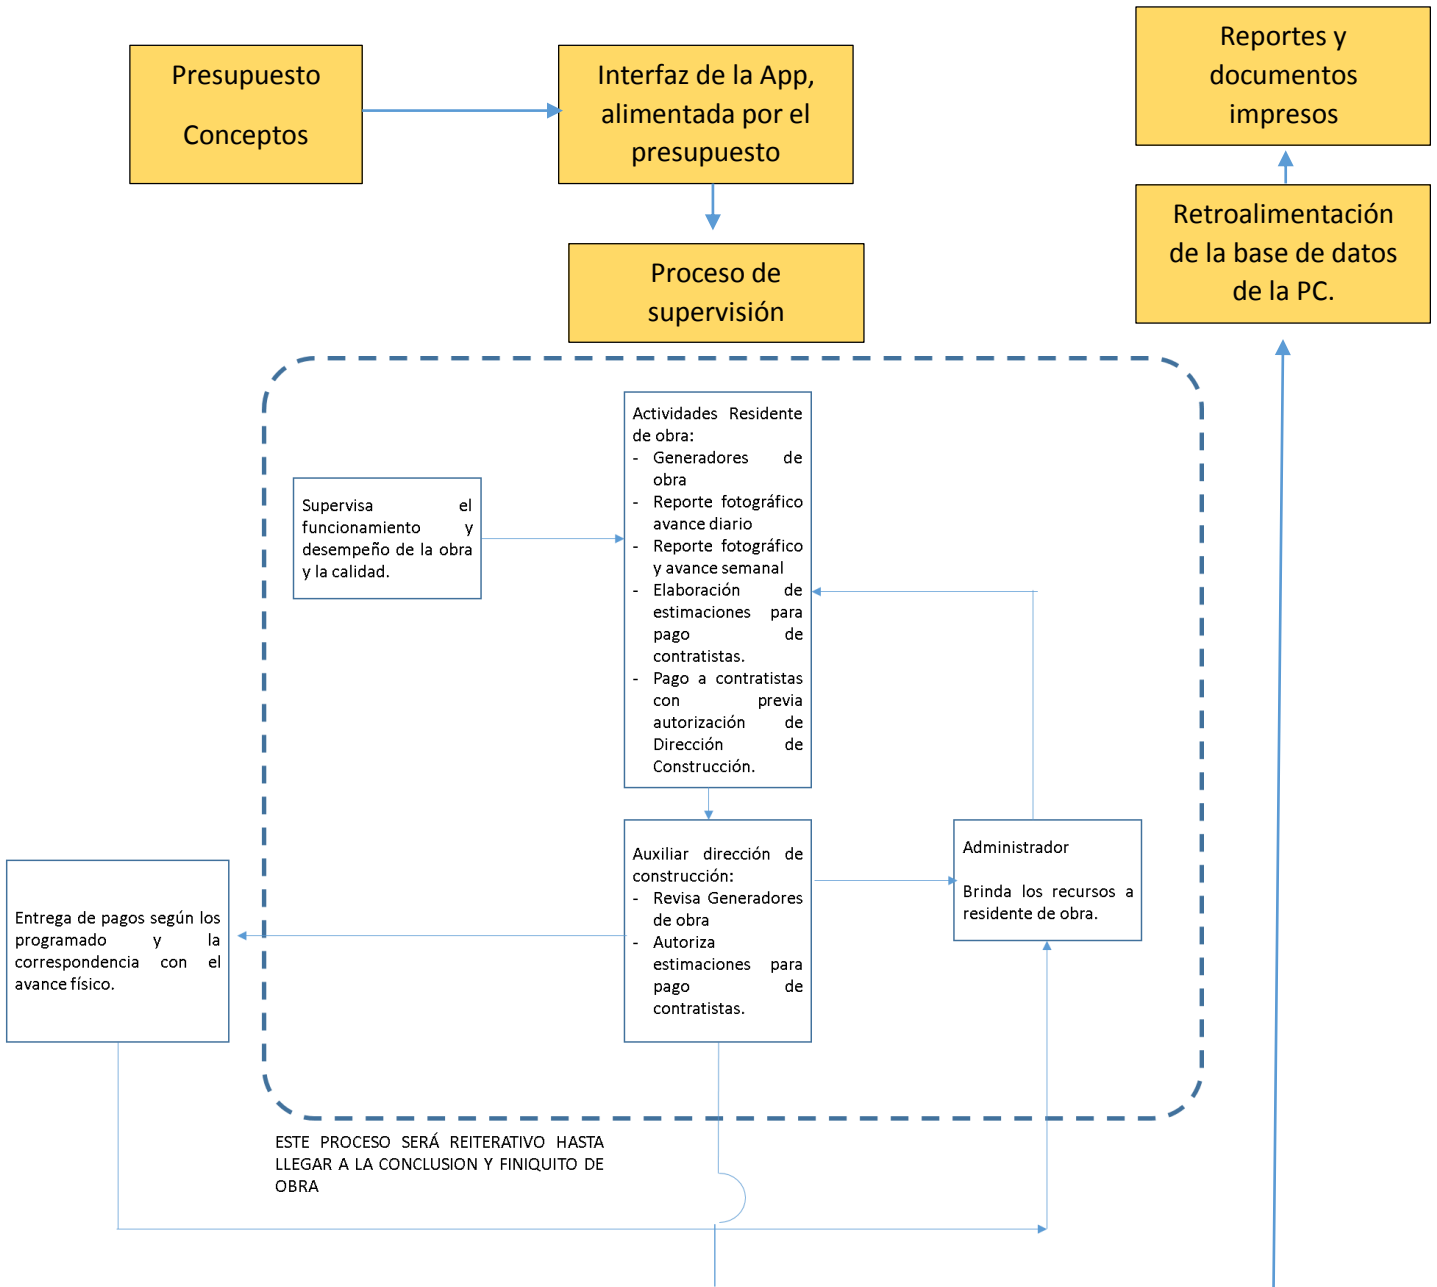 Presupuesto
Conceptos
Interfaz de la App,
alimentada por el
presupuesto
Reportes y
documentos
impresos
Retroalimentación
de la base de datos
de la PC.
Proceso de
supervisión
Actividades Residente
de obra:
- Generadores de
obra
- Reporte fotográfico
avance diario
- Reporte fotográfico
y avance semanal
- Elaboración de
estimaciones para
pago de
contratistas.
- Pago a contratistas
con previa
autorización de
Dirección de
Construcción.
Supervisa el
funcionamiento y
desempeño de la obra
y la calidad.
Auxiliar dirección de
construcción:
- Revisa Generadores
de obra
- Autoriza
estimaciones para
pago de
contratistas.
Administrador
Brinda los recursos a
residente de obra.
Entrega de pagos según los
programado y la
correspondencia con el
avance físico.
ESTE PROCESO SERÁ REITERATIVO HASTA
LLEGAR A LA CONCLUSION Y FINIQUITO DE
OBRA